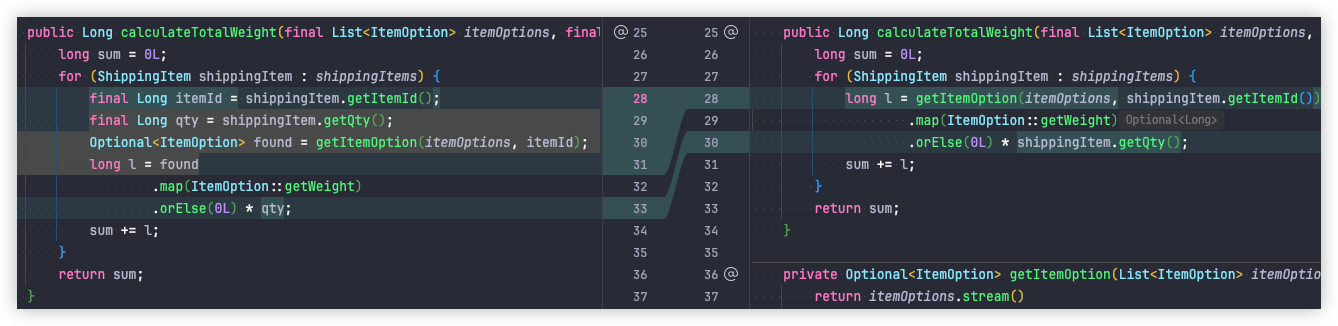 public Long calculateTotalWeight(final List<ItemOption> itemOptions, fina
long sum = 0L;
for (ShippingItem shippingItem : shippingItems) {
final Long itemId = shippingItem.getItemId();
final Long qty = shippingItem.getQty();
Optional<ItemOption> found = getItemOption(itemOptions, itemId);
long l = found
.map(ItemOption::getWeight)
.orElse(0L) * qty;
sum += l;
}
return sum;
}
@ 25
26
27
28
29
30
31
32
33
34
35
36
37
25 @
26
27
28
29
30
31
32
33
34
35
36 @
37
public Long calculateTotalWeight(final List<ItemOption> itemOptions,
long sum = 0L;
for (ShippingItem shippingItem : shippingItems) {
long l = getItemOption(itemOptions, shippingItem.getItemId())
.map(ItemOption::getWeight) Optional<Long>
.orElse(0L) * shippingItem.getQty();
sum += l;
}
return sum;
}
private Optional<ItemOption> getItemOption(List<ItemOption> itemOptio
return itemOptions.stream()